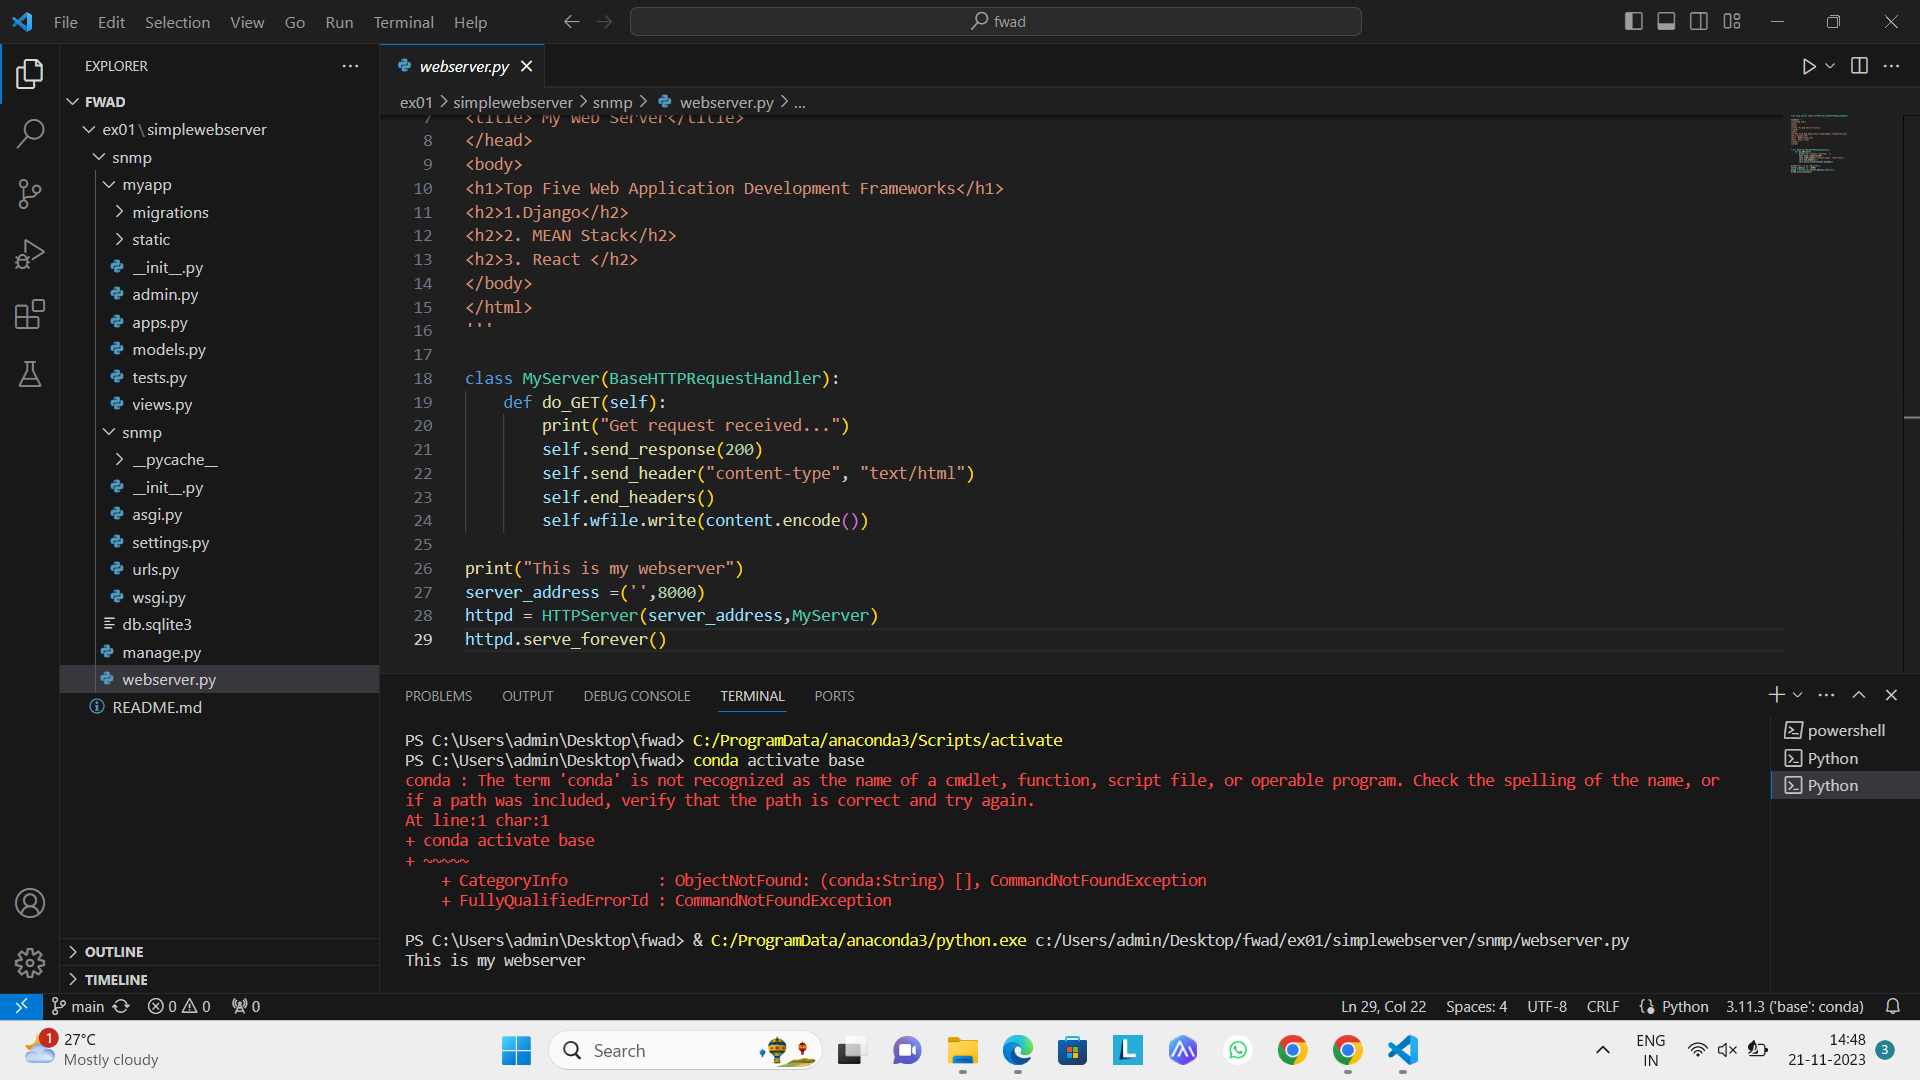 File Edit Selection View Go Run Terminal Help
fwad
EXPLORER
FWAD
ex01\simplewebserver
snmp
myapp
migrations
static
__init__.py
admin.py
apps.py
models.py
tests.py
views.py
snmp
__pycache__
__init__.py
asgi.py
settings.py
urls.py
wsgi.py
db.sqlite3
manage.py
webserver.py
README.md
OUTLINE
TIMELINE
webserver.py
ex01 > simplewebserver > snmp > webserver.py > ...
7 <title> My Web Server</title>
8 </head>
9 <body>
10 <h1>Top Five Web Application Development Frameworks</h1>
11 <h2>1.Django</h2>
12 <h2>2. MEAN Stack</h2>
13 <h2>3. React </h2>
14 </body>
15 </html>
16 '''
17
18 class MyServer(BaseHTTPRequestHandler):
19 def do_GET(self):
20 print("Get request received...")
21 self.send_response(200)
22 self.send_header("content-type", "text/html")
23 self.end_headers()
24 self.wfile.write(content.encode())
25
26 print("This is my webserver")
27 server_address =('',8000)
28 httpd = HTTPServer(server_address,MyServer)
29 httpd.serve_forever()
PROBLEMS OUTPUT DEBUG CONSOLE TERMINAL PORTS
PS C:\Users\admin\Desktop\fwad> C:/ProgramData/anaconda3/Scripts/activate
PS C:\Users\admin\Desktop\fwad> conda activate base
conda : The term 'conda' is not recognized as the name of a cmdlet, function, script file, or operable program. Check the spelling of the name, or
if a path was included, verify that the path is correct and try again.
At line:1 char:1
+ conda activate base
+ ~~~~~
+ CategoryInfo : ObjectNotFound: (conda:String) [], CommandNotFoundException
+ FullyQualifiedErrorId : CommandNotFoundException
PS C:\Users\admin\Desktop\fwad> & C:/ProgramData/anaconda3/python.exe c:/Users/admin/Desktop/fwad/ex01/simplewebserver/snmp/webserver.py
This is my webserver
powershell
Python
Python
main 0 0 0
Ln 29, Col 22 Spaces: 4 UTF-8 CRLF Python 3.11.3 ('base': conda)
1 27°C
Mostly cloudy
Search
ENG
IN
14:48
21-11-2023
3